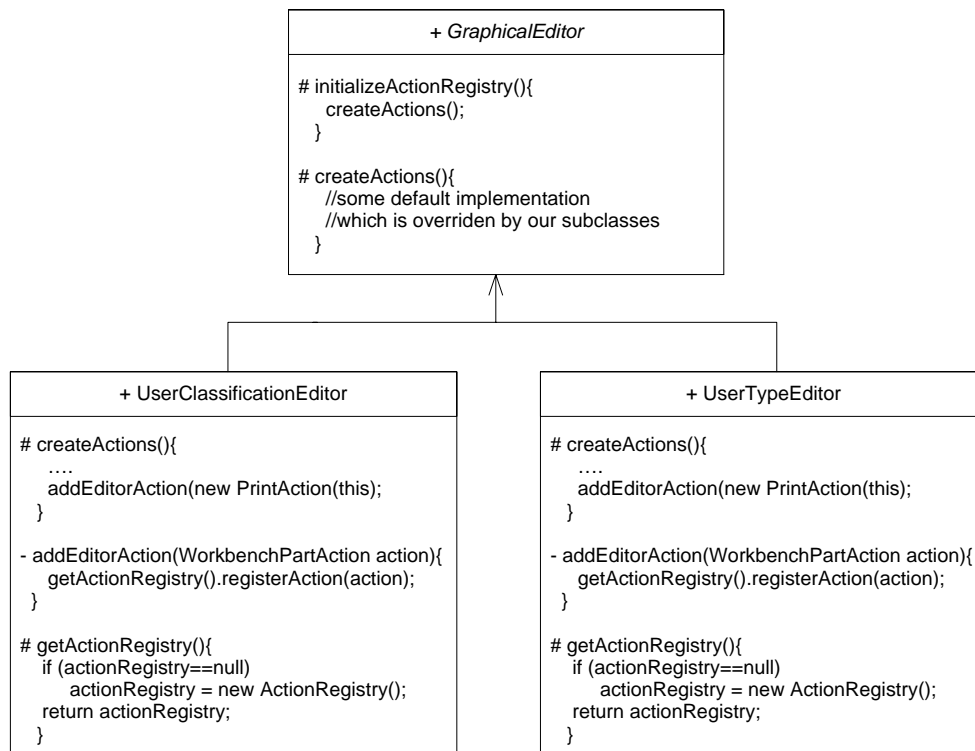 + GraphicalEditor
# initializeActionRegistry(){
createActions();
}
# createActions(){
//some default implementation
//which is overriden by our subclasses
}
+ UserClassificationEditor
# createActions(){
….
addEditorAction(new PrintAction(this);
}
- addEditorAction(WorkbenchPartAction action){
getActionRegistry().registerAction(action);
}
# getActionRegistry(){
if (actionRegistry==null)
actionRegistry = new ActionRegistry();
return actionRegistry;
}
+ UserTypeEditor
# createActions(){
….
addEditorAction(new PrintAction(this);
}
- addEditorAction(WorkbenchPartAction action){
getActionRegistry().registerAction(action);
}
# getActionRegistry(){
if (actionRegistry==null)
actionRegistry = new ActionRegistry();
return actionRegistry;
}